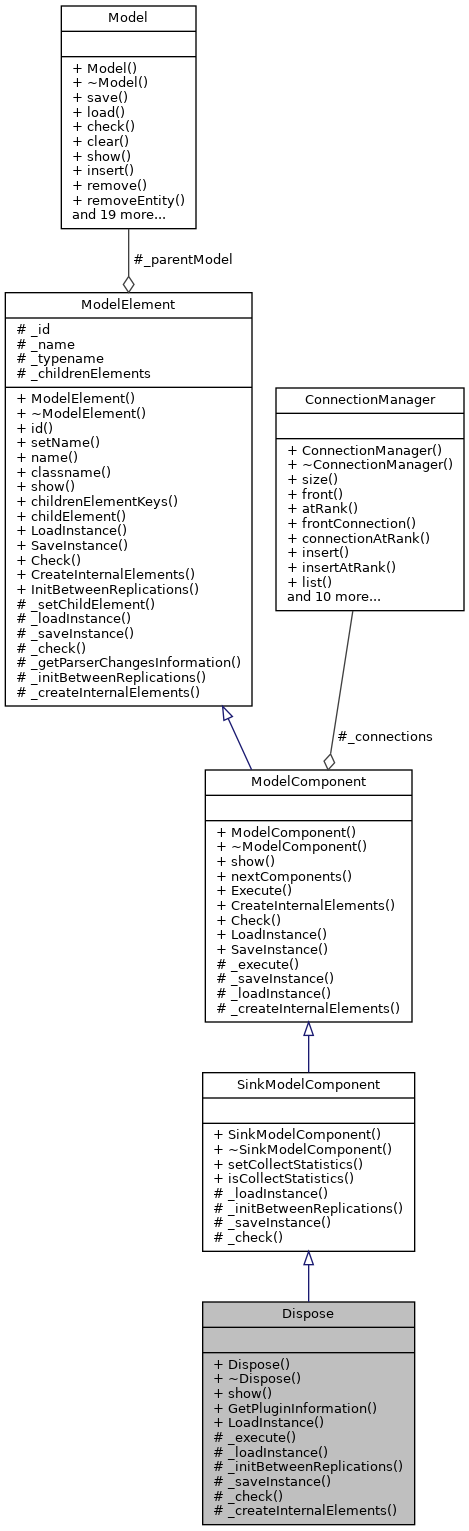 Model
+ Model()
+ ~Model()
+ save()
+ load()
+ check()
+ clear()
+ show()
+ insert()
+ remove()
+ removeEntity()
and 19 more...
#_parentModel
ModelElement
# _id
# _name
# _typename
# _childrenElements
+ ModelElement()
+ ~ModelElement()
+ id()
+ setName()
+ name()
+ classname()
+ show()
+ childrenElementKeys()
+ childElement()
+ LoadInstance()
+ SaveInstance()
+ Check()
+ CreateInternalElements()
+ InitBetweenReplications()
# _setChildElement()
# _loadInstance()
# _saveInstance()
# _check()
# _getParserChangesInformation()
# _initBetweenReplications()
# _createInternalElements()
ConnectionManager
+ ConnectionManager()
+ ~ConnectionManager()
+ size()
+ front()
+ atRank()
+ frontConnection()
+ connectionAtRank()
+ insert()
+ insertAtRank()
+ list()
and 10 more...
#_connections
ModelComponent
+ ModelComponent()
+ ~ModelComponent()
+ show()
+ nextComponents()
+ Execute()
+ CreateInternalElements()
+ Check()
+ LoadInstance()
+ SaveInstance()
# _execute()
# _saveInstance()
# _loadInstance()
# _createInternalElements()
SinkModelComponent
+ SinkModelComponent()
+ ~SinkModelComponent()
+ setCollectStatistics()
+ isCollectStatistics()
# _loadInstance()
# _initBetweenReplications()
# _saveInstance()
# _check()
Dispose
+ Dispose()
+ ~Dispose()
+ show()
+ GetPluginInformation()
+ LoadInstance()
# _execute()
# _loadInstance()
# _initBetweenReplications()
# _saveInstance()
# _check()
# _createInternalElements()